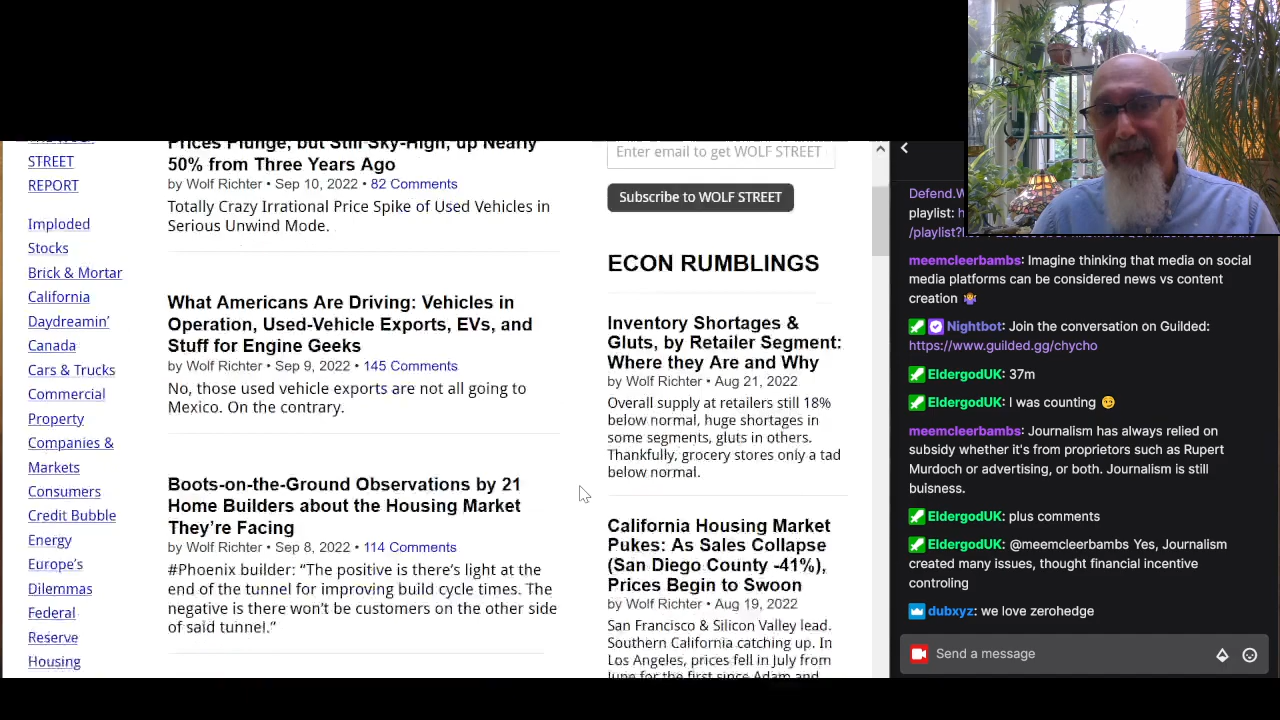 STREET
REPORT
Imploded
Stocks
Brick & Mortar
California
Daydreamin’
Canada
Cars & Trucks
Commercial
Property
Companies &
Markets
Consumers
Credit Bubble
Energy
Europe's
Dilemmas
Federal
Reserve
Housing
Prices Plunge, but Still Sky-High, up Nearly
50% from Three Years Ago
by Wolf Richter • Sep 10, 2022 • 82 Comments
Totally Crazy Irrational Price Spike of Used Vehicles in
Serious Unwind Mode.
What Americans Are Driving: Vehicles in
Operation, Used-Vehicle Exports, EVs, and
Stuff for Engine Geeks
by Wolf Richter • Sep 9, 2022 • 145 Comments
No, those used vehicle exports are not all going to
Mexico. On the contrary.
Boots-on-the-Ground Observations by 21
Home Builders about the Housing Market
They’re Facing
by Wolf Richter • Sep 8, 2022 • 114 Comments
#Phoenix builder: “The positive is there’s light at the
end of the tunnel for improving build cycle times. The
negative is there won’t be customers on the other side
of said tunnel.”
Enter email to get WOLF STREET
Subscribe to WOLF STREET
ECON RUMBLINGS
Inventory Shortages &
Gluts, by Retailer Segment:
Where they Are and Why
by Wolf Richter • Aug 21, 2022
Overall supply at retailers still 18%
below normal, huge shortages in
some segments, gluts in others.
Thankfully, grocery stores only a tad
below normal.
California Housing Market
Pukes: As Sales Collapse
(San Diego County -41%),
Prices Begin to Swoon
by Wolf Richter • Aug 19, 2022
San Francisco & Silicon Valley lead.
Southern California catching up. In
Los Angeles, prices fell in July from
June for the first since Adam and
Defend.W
playlist: h
meemcleerbambs: Imagine thinking that media on social
media platforms can be considered news vs content
creation 🤷
Nightbot: Join the conversation on Guilded:
https://www.guilded.gg/chycho
EldergodUK: 37m
EldergodUK: I was counting 😏
meemcleerbambs: Journalism has always relied on
subsidy whether it's from proprietors such as Rupert
Murdoch or advertising, or both. Journalism is still
buisness.
EldergodUK: plus comments
EldergodUK: @meemcleerbambs Yes, Journalism
created many issues, thought financial incentive
controling
dubxyz: we love zerohedge
Send a message